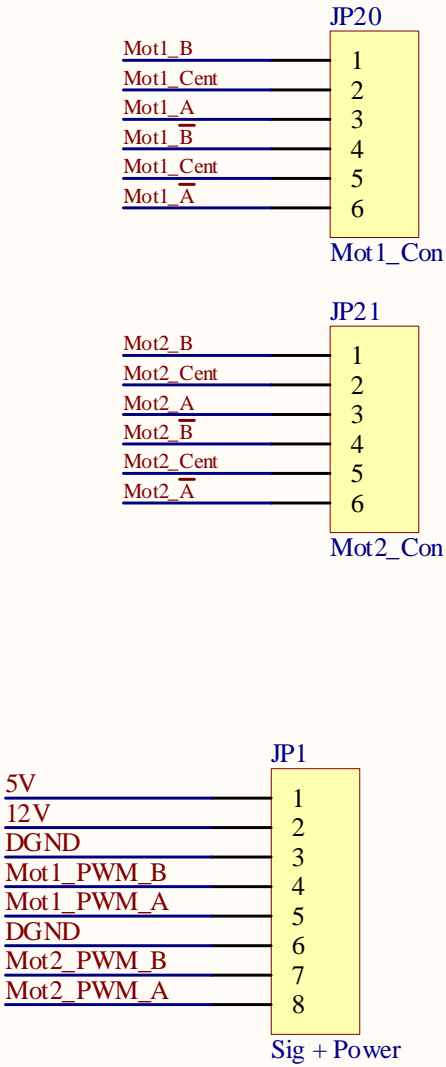 JP20
Mot1_B 1
Mot1_Cent 2
Mot1_A 3
Mot1_B̅ 4
Mot1_Cent 5
Mot1_A̅ 6
Mot1_Con
JP21
Mot2_B 1
Mot2_Cent 2
Mot2_A 3
Mot2_B̅ 4
Mot2_Cent 5
Mot2_A̅ 6
Mot2_Con
JP1
5V 1
12V 2
DGND 3
Mot1_PWM_B 4
Mot1_PWM_A 5
DGND 6
Mot2_PWM_B 7
Mot2_PWM_A 8
Sig + Power